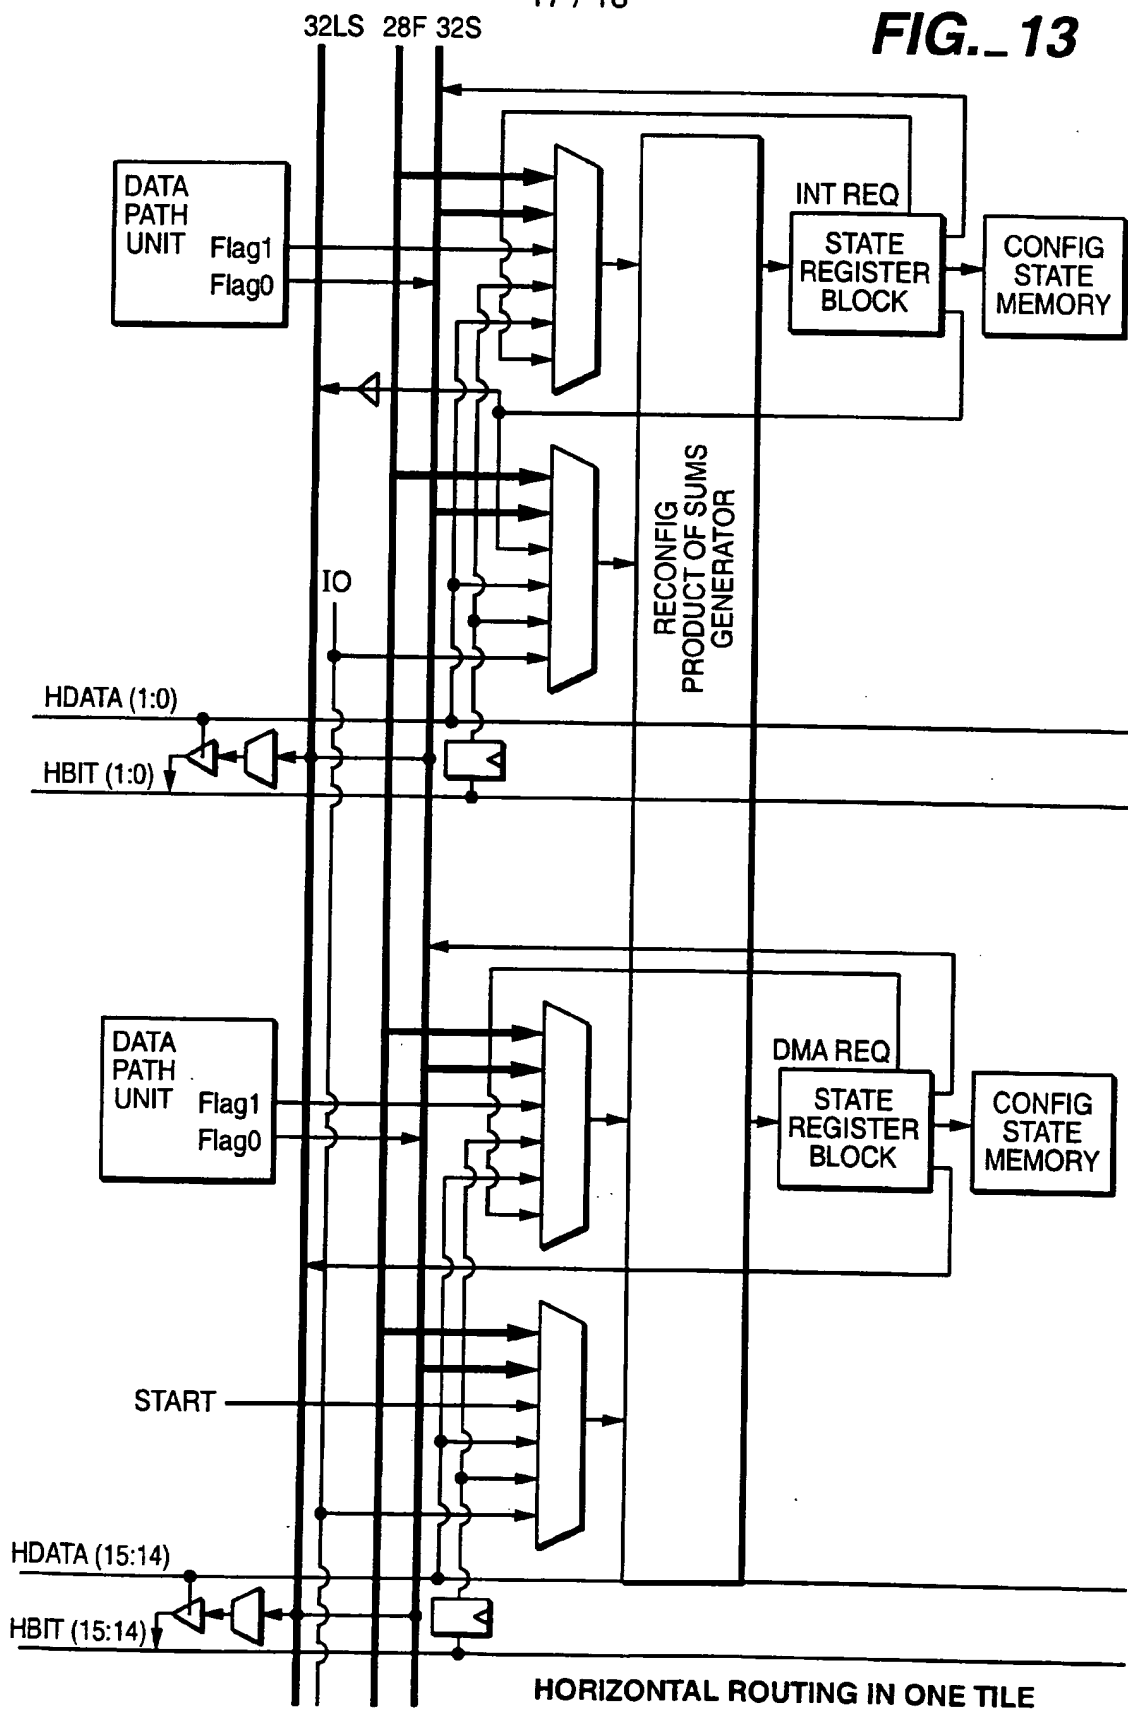 17 / 18
32LS 28F 32S
FIG._13
DATA
PATH
UNIT
Flag1
Flag0
INT REQ
STATE
REGISTER
BLOCK
CONFIG
STATE
MEMORY
RECONFIG
PRODUCT OF SUMS
GENERATOR
IO
HDATA (1:0)
HBIT (1:0)
DATA
PATH
UNIT
Flag1
Flag0
DMA REQ
STATE
REGISTER
BLOCK
CONFIG
STATE
MEMORY
START
HDATA (15:14)
HBIT (15:14)
HORIZONTAL ROUTING IN ONE TILE